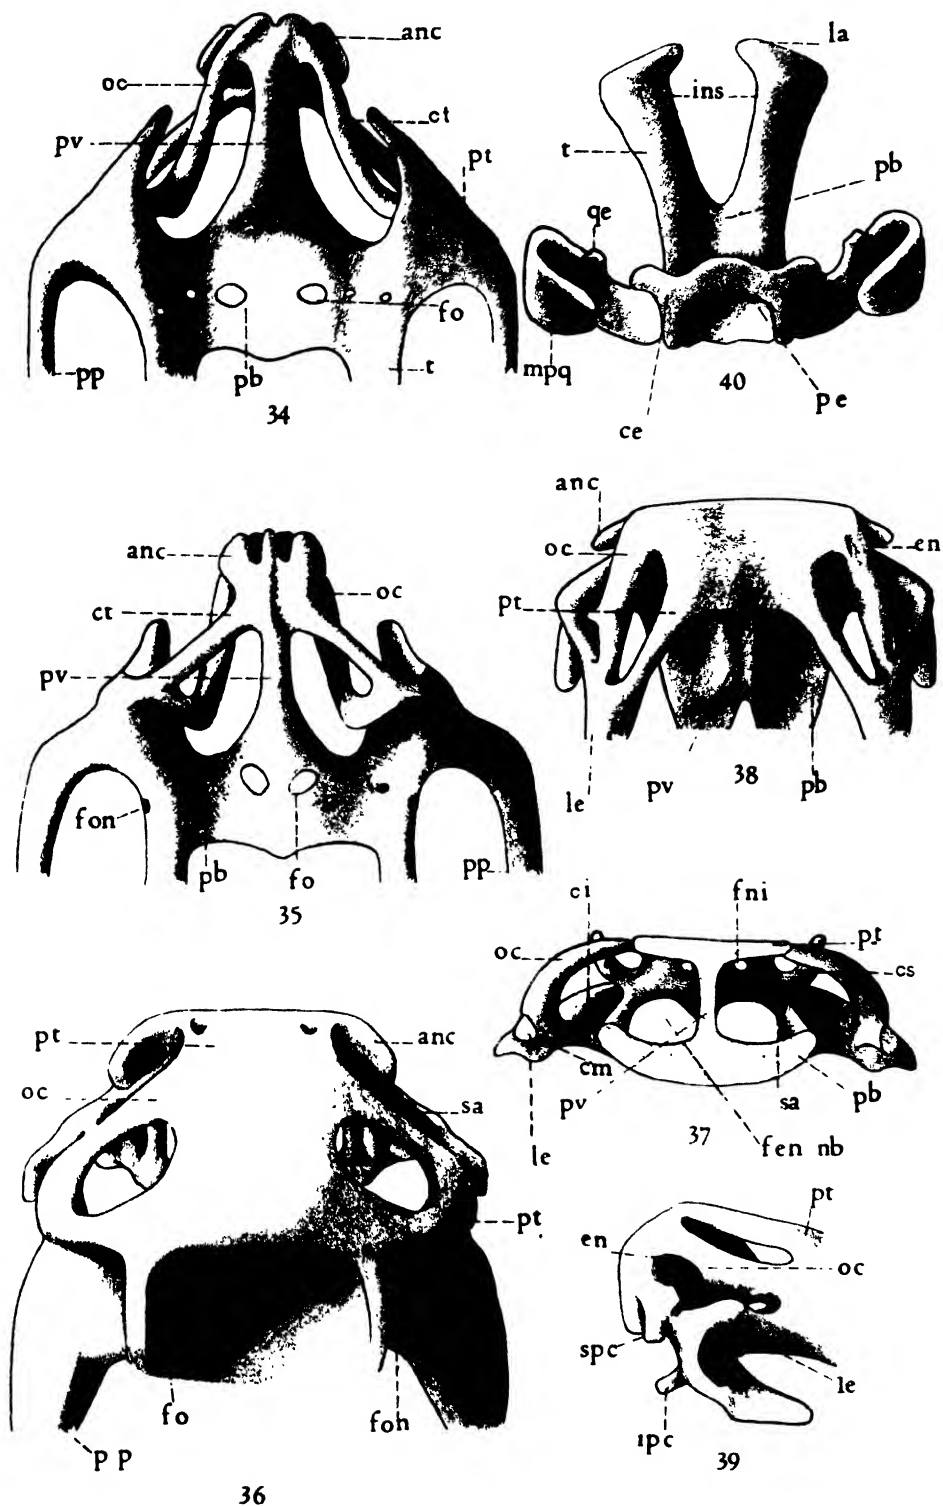 anc
oc
ct
pv
pt
fo
pp
pb
t
34
la
ins
t
pb
qe
mpq
40
pe
ce
anc
oc
ct
pv
fon
pb
fo
pp
35
anc
oc
en
pt
le
pv
38
pb
ci
fni
oc
pt
cs
cm
pv
sa
pb
37
le
fen nb
pt
anc
oc
sa
pt
fo
foh
pp
36
pt
en
oc
spc
le
ipc
39